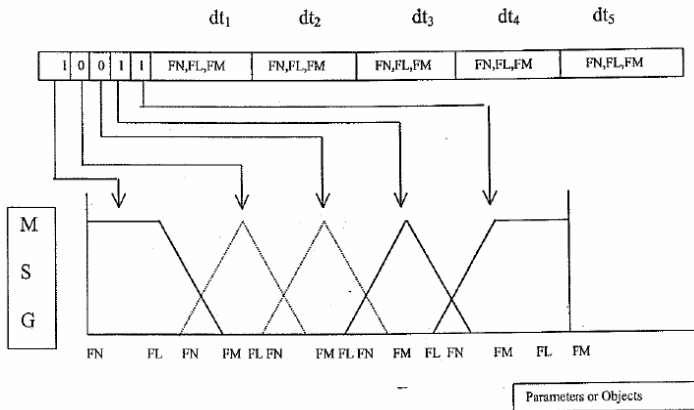 dt1 dt2 dt3 dt4 dt5
1 0 0 1 1 FN,FL,FM FN,FL,FM FN,FL,FM FN,FL,FM FN,FL,FM
M
S
G
FN FL FN FM FL FN FM FL FN FM FL FN FM FL FM
Parameters or Objects